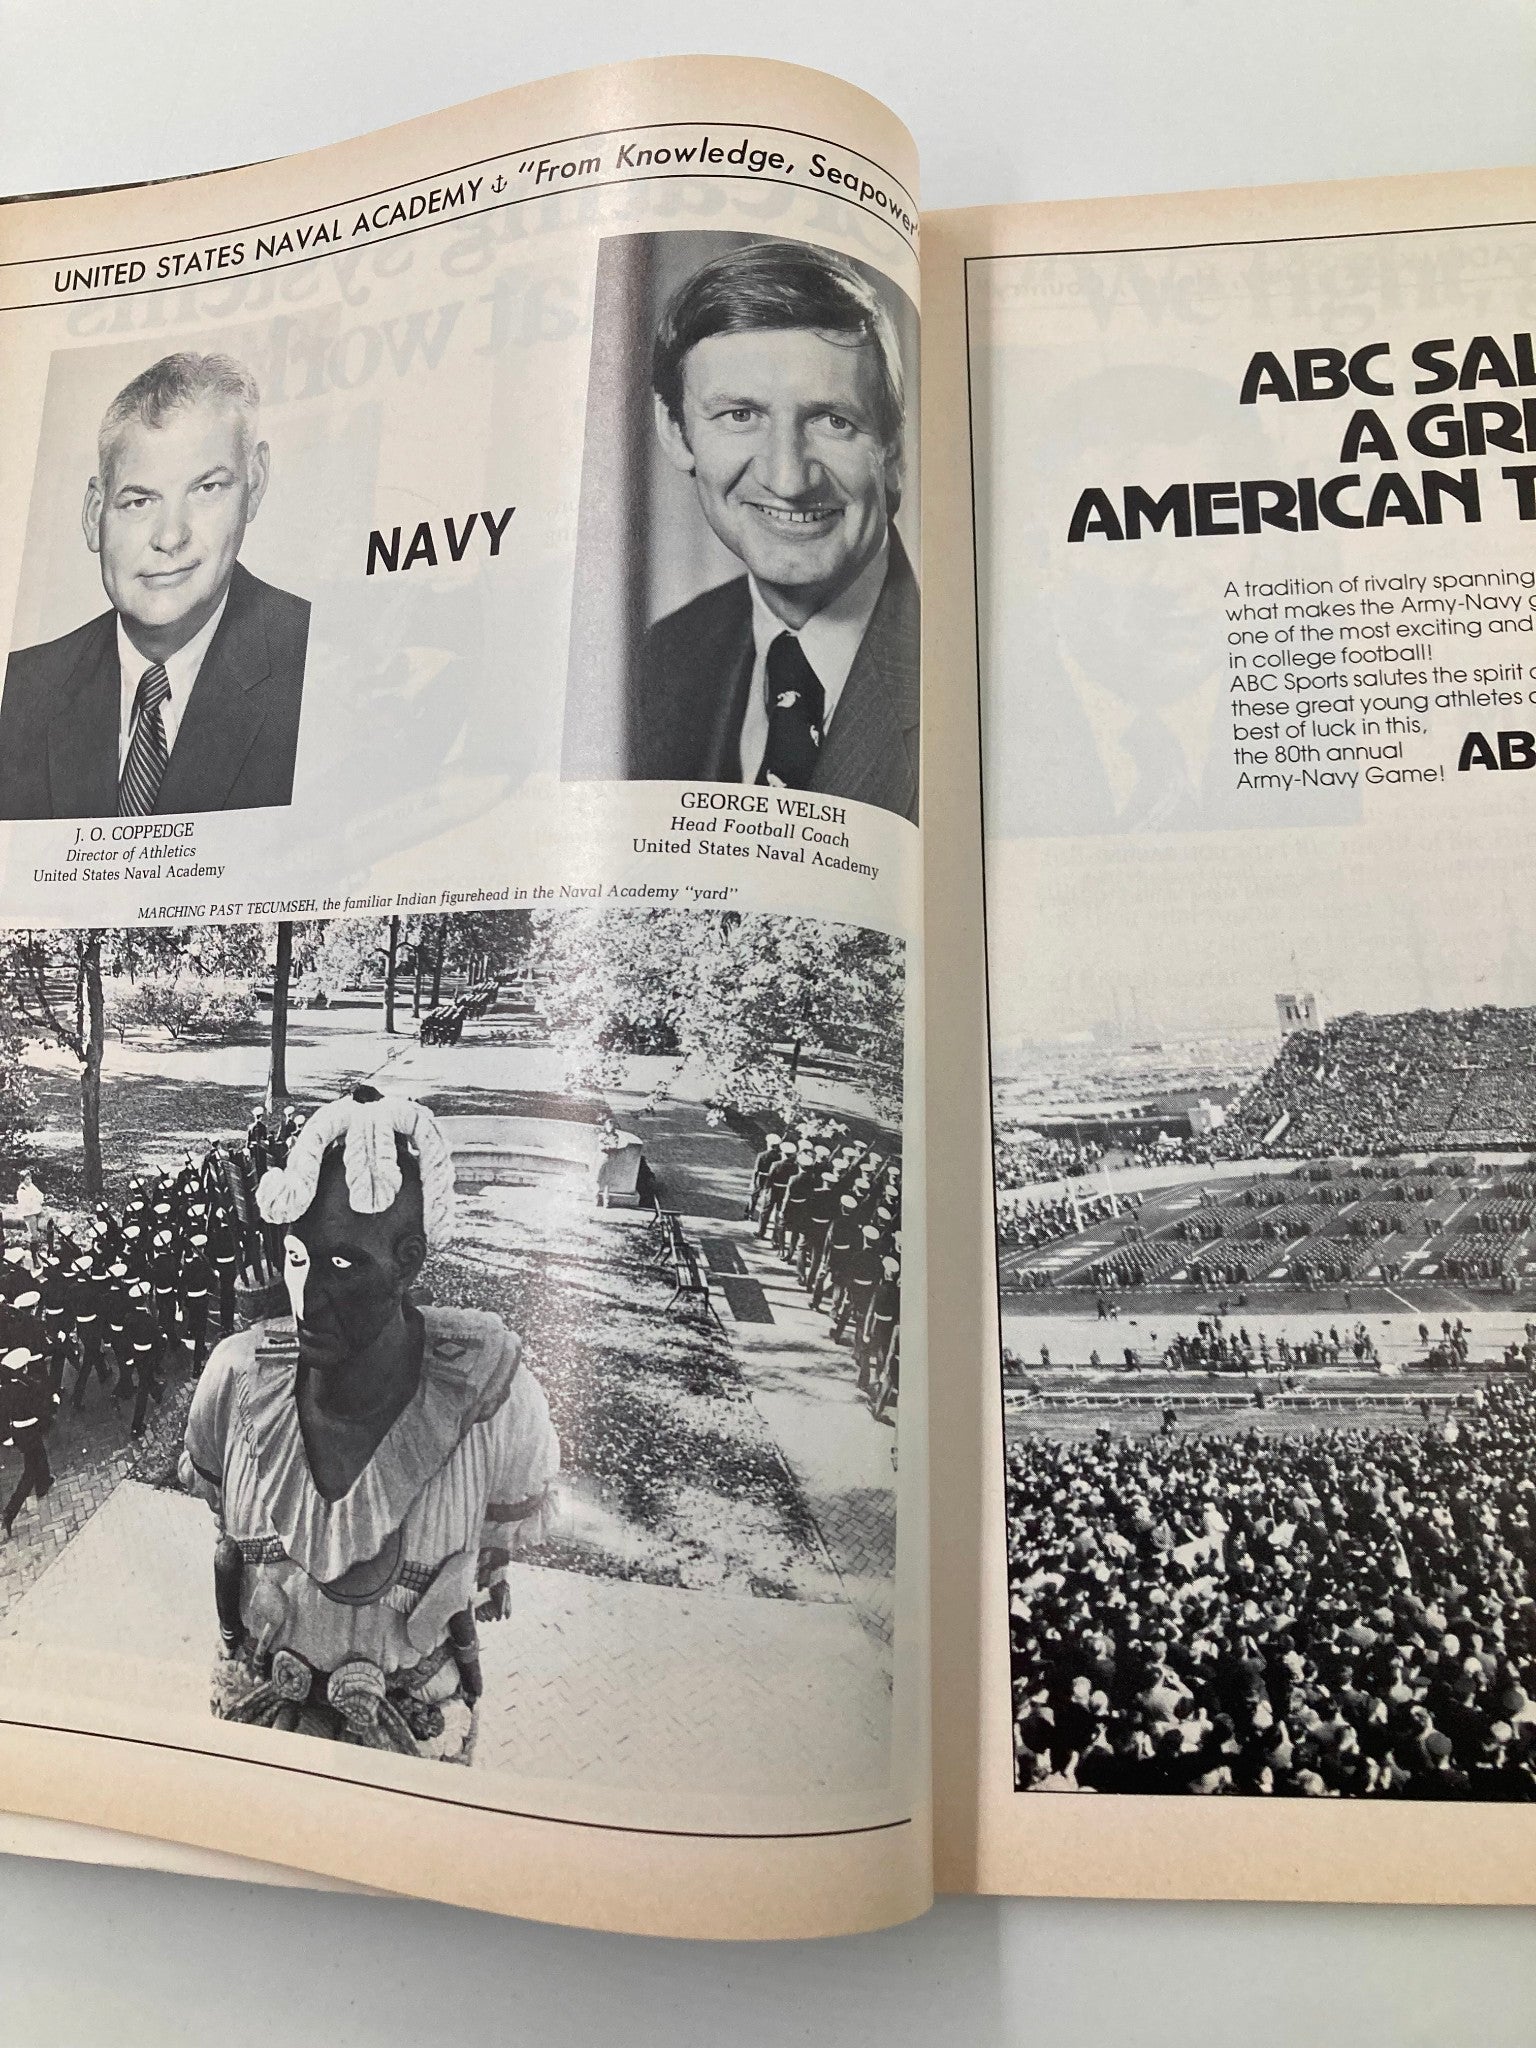 UNITED STATES NAVAL ACADEMY ⚓ "From Knowledge, Seapower"
NAVY
J. O. COPPEDGE
Director of Athletics
United States Naval Academy
GEORGE WELSH
Head Football Coach
United States Naval Academy
MARCHING PAST TECUMSEH, the familiar Indian figurehead in the Naval Academy "yard"
ABC SAL
A GRE
AMERICAN T
A tradition of rivalry spanning
what makes the Army-Navy g
one of the most exciting and
in college football!
ABC Sports salutes the spirit
these great young athletes
best of luck in this,
the 80th annual
Army-Navy Game!
AB